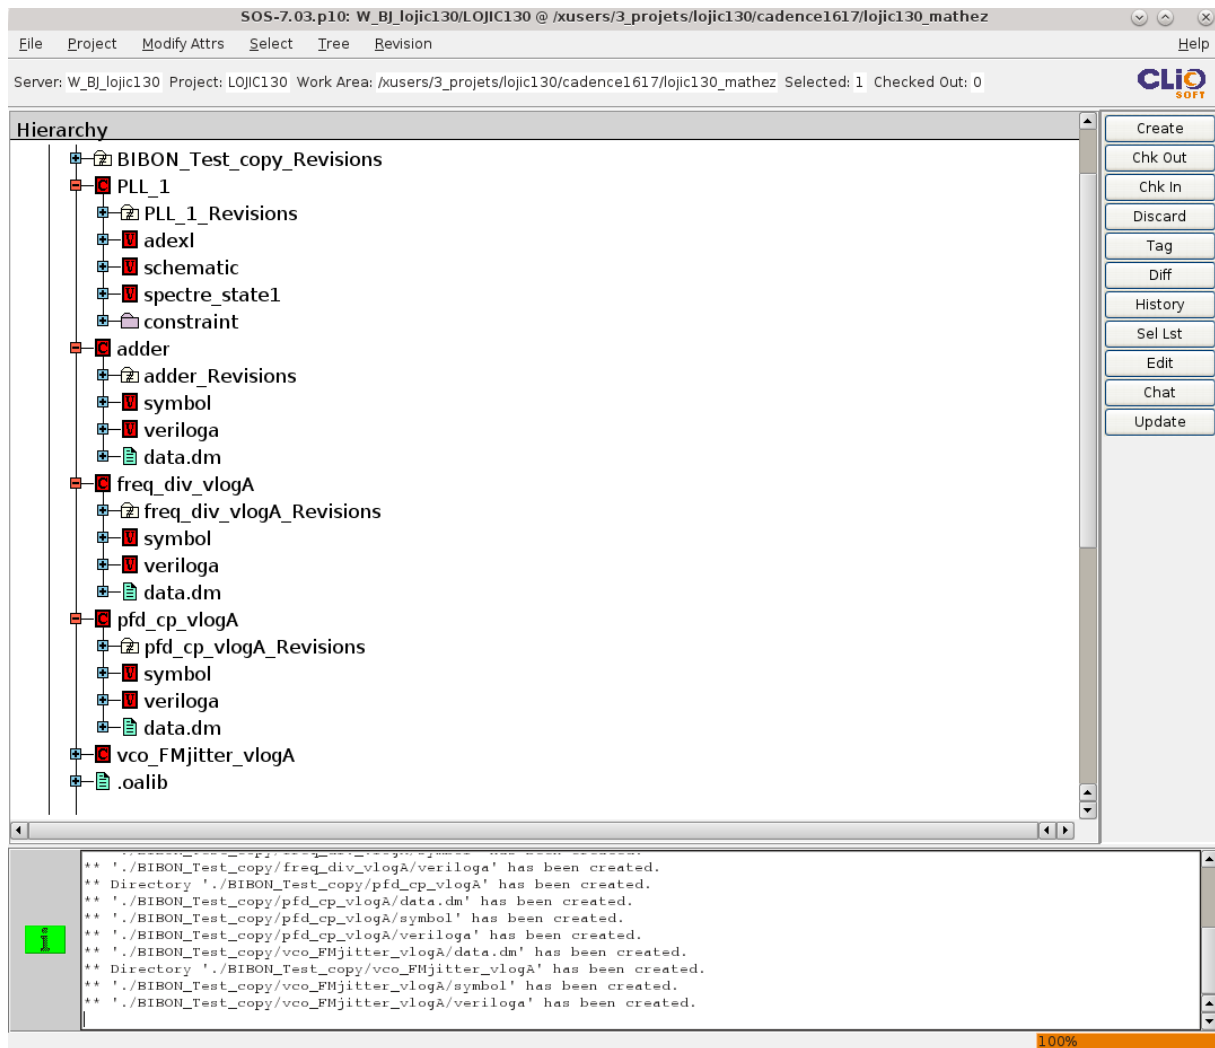 SOS-7.03.p10: W_BJ_lojic130/LOJIC130 @ /xusers/3_projets/lojic130/cadence1617/lojic130_mathez
File Project Modify Attrs Select Tree Revision Help
Server: W_BJ_lojic130 Project: LOJIC130 Work Area: /xusers/3_projets/lojic130/cadence1617/lojic130_mathez Selected: 1 Checked Out: 0
CLIO
SOFT
Hierarchy
BIBON_Test_copy_Revisions
C PLL_1
PLL_1_Revisions
V adexl
V schematic
V spectre_state1
constraint
C adder
adder_Revisions
V symbol
V veriloga
data.dm
C freq_div_vlogA
freq_div_vlogA_Revisions
V symbol
V veriloga
data.dm
C pfd_cp_vlogA
pfd_cp_vlogA_Revisions
V symbol
V veriloga
data.dm
C vco_FMjitter_vlogA
.oalib
Create
Chk Out
Chk In
Discard
Tag
Diff
History
Sel Lst
Edit
Chat
Update
** './BIBON_Test_copy/freq_div_vlogA/veriloga' has been created.
** Directory './BIBON_Test_copy/pfd_cp_vlogA' has been created.
** './BIBON_Test_copy/pfd_cp_vlogA/data.dm' has been created.
** './BIBON_Test_copy/pfd_cp_vlogA/symbol' has been created.
** './BIBON_Test_copy/pfd_cp_vlogA/veriloga' has been created.
** './BIBON_Test_copy/vco_FMjitter_vlogA/data.dm' has been created.
** Directory './BIBON_Test_copy/vco_FMjitter_vlogA' has been created.
** './BIBON_Test_copy/vco_FMjitter_vlogA/symbol' has been created.
** './BIBON_Test_copy/vco_FMjitter_vlogA/veriloga' has been created.
i
100%